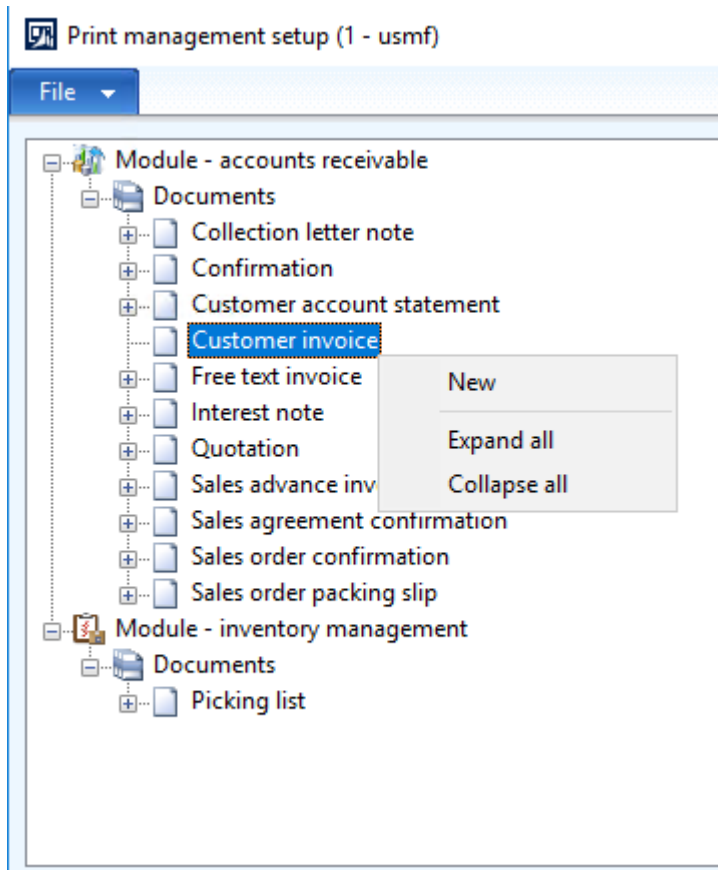 Print management setup (1 - usmf)
File
Module - accounts receivable
Documents
Collection letter note
Confirmation
Customer account statement
Customer invoice
Free text invoice
New
Interest note
Quotation
Expand all
Sales advance inv
Collapse all
Sales agreement confirmation
Sales order confirmation
Sales order packing slip
Module - inventory management
Documents
Picking list